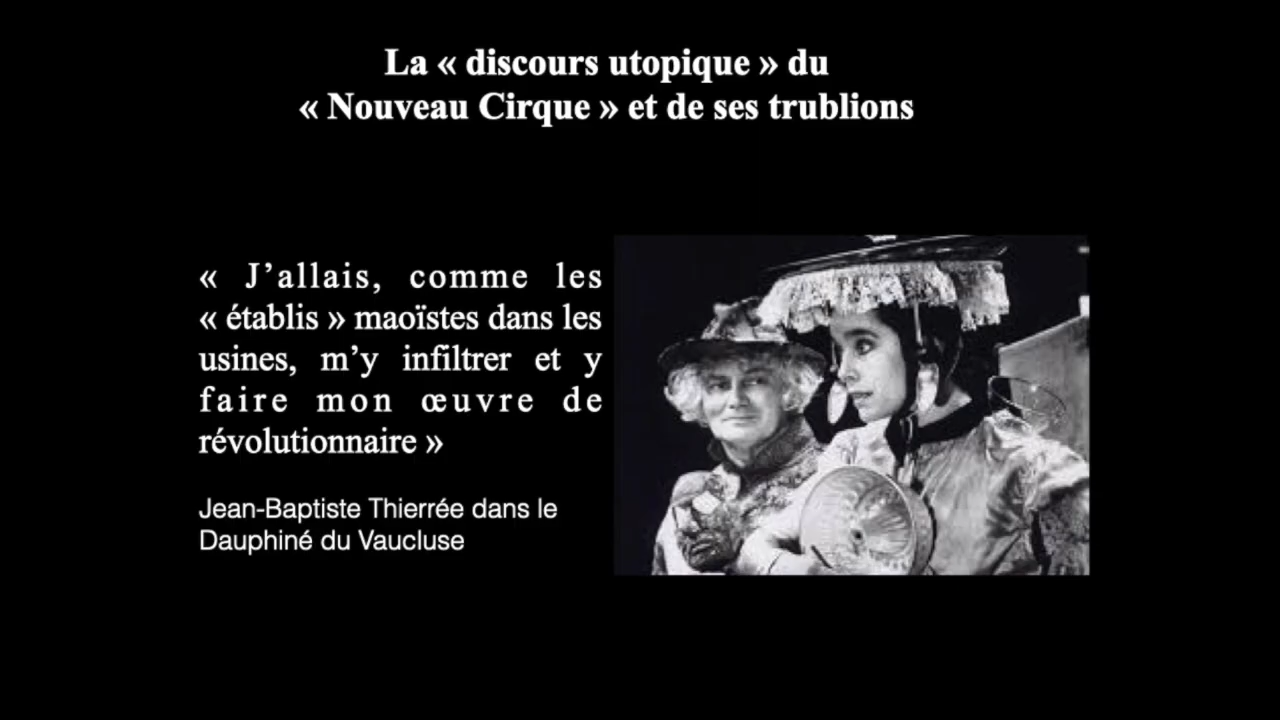 La « discours utopique » du
« Nouveau Cirque » et de ses trublions
« J’allais, comme les
« établis » maoïstes dans les
usines, m’y infiltrer et y
faire mon œuvre de
révolutionnaire »
Jean-Baptiste Thierrée dans le
Dauphiné du Vaucluse